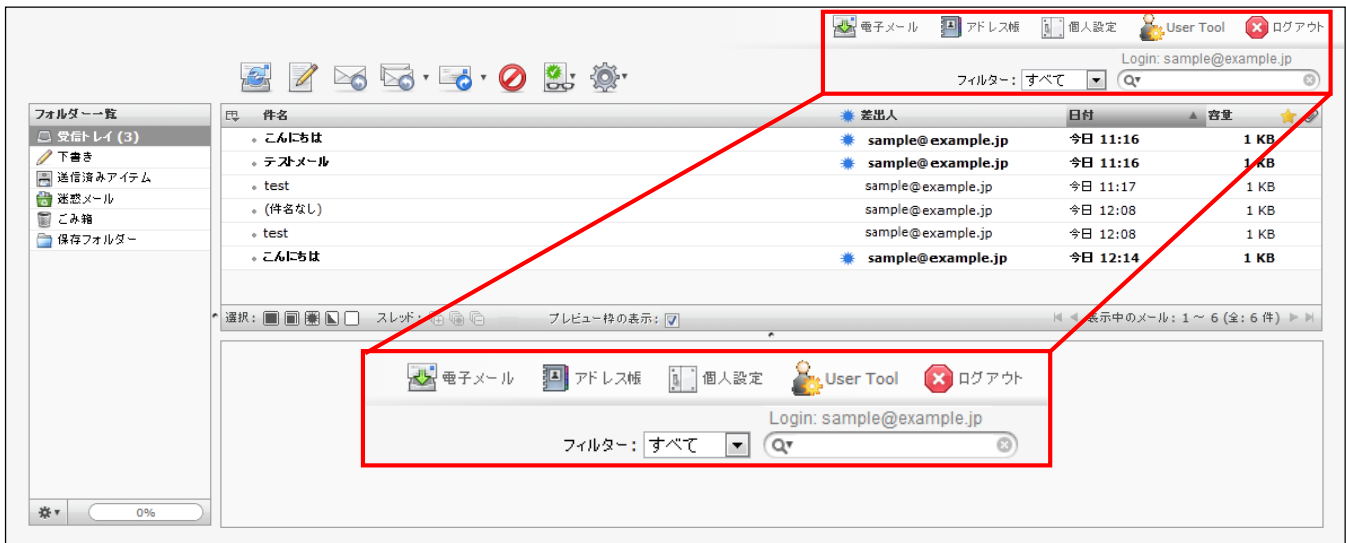 電子メール アドレス帳 個人設定 User Tool ログアウト
Login: sample@example.jp
フィルター: すべて
フォルダー一覧
受信トレイ (3)
下書き
送信済みアイテム
迷惑メール
ごみ箱
保存フォルダー
0%
件名 差出人 日付 容量
こんにちは sample@example.jp 今日 11:16 1 KB
テストメール sample@example.jp 今日 11:16 1 KB
test sample@example.jp 今日 11:17 1 KB
(件名なし) sample@example.jp 今日 12:08 1 KB
test sample@example.jp 今日 12:08 1 KB
こんにちは sample@example.jp 今日 12:14 1 KB
選択: スレッド: プレビュー枠の表示: 表示中のメール: 1 ~ 6 (全: 6 件)
電子メール アドレス帳 個人設定 User Tool ログアウト
Login: sample@example.jp
フィルター: すべて